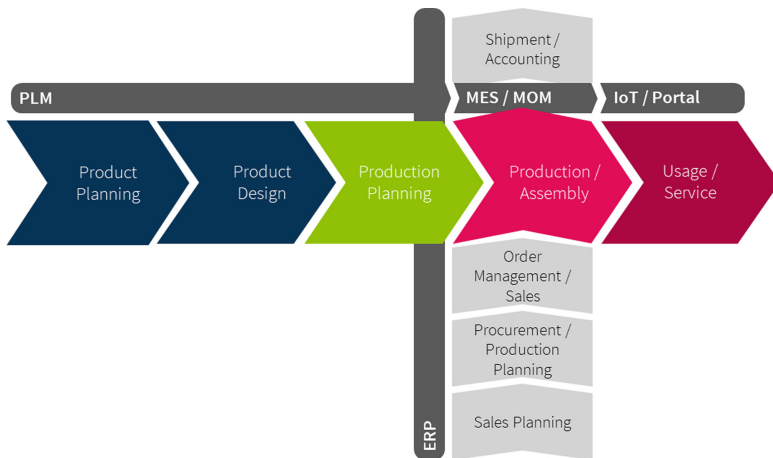 Shipment /
Accounting
PLM
MES / MOM
IoT / Portal
Product
Planning
Product
Design
Production
Planning
Production /
Assembly
Usage /
Service
Order
Management /
Sales
Procurement /
Production
Planning
Sales Planning
ERP